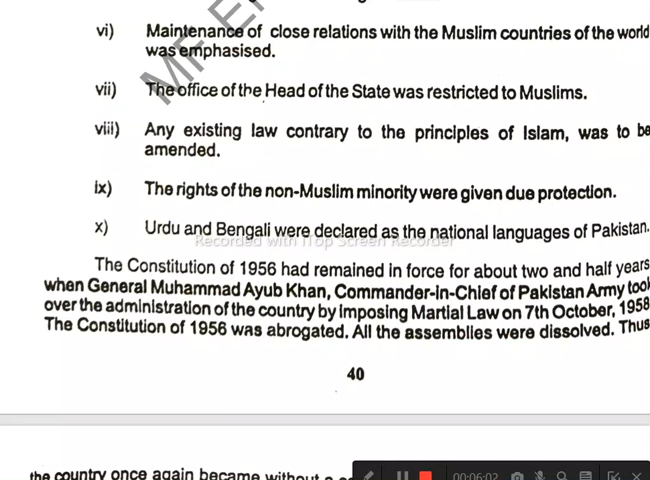 vi) Maintenance of close relations with the Muslim countries of the world
was emphasised.
vii) The office of the Head of the State was restricted to Muslims.
viii) Any existing law contrary to the principles of Islam, was to be
amended.
ix) The rights of the non-Muslim minority were given due protection.
x) Urdu and Bengali were declared as the national languages of Pakistan.
Recorded with iTop Screen Recorder
The Constitution of 1956 had remained in force for about two and half years
when General Muhammad Ayub Khan, Commander-in-Chief of Pakistan Army took
over the administration of the country by imposing Martial Law on 7th October, 1958
The Constitution of 1956 was abrogated. All the assemblies were dissolved. Thus
40
the country once again became without a
00:06:02